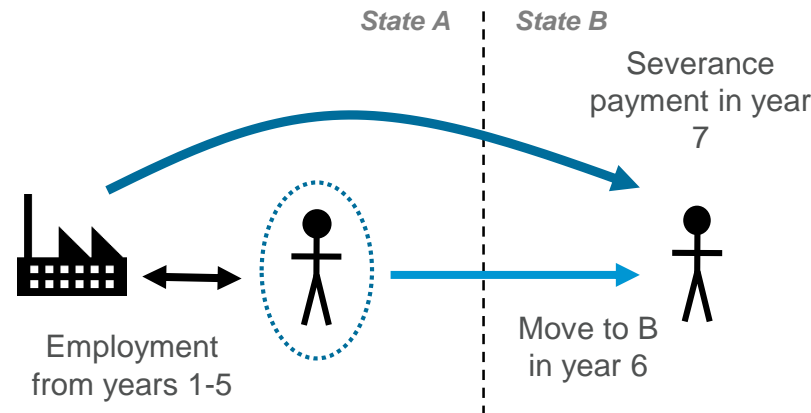 State A
State B
Severance
payment in year
7
Employment
from years 1-5
Move to B
in year 6